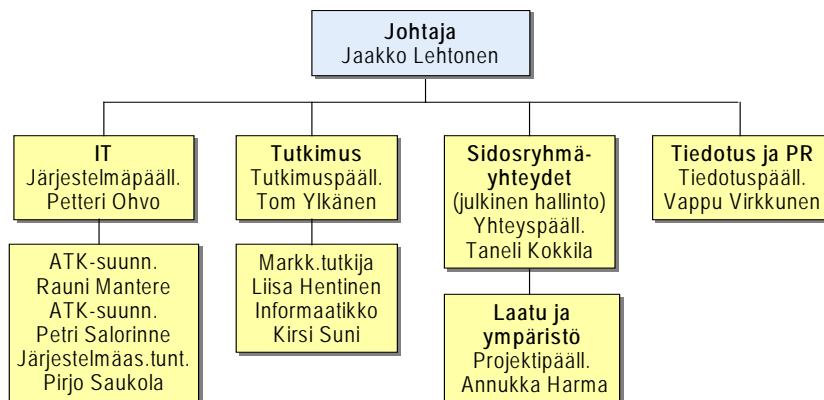 Johtaja
Jaakko Lehtonen
IT
Järjestelmäpääll.
Petteri Ohvo
Tutkimus
Tutkimuspääll.
Tom Ylkänen
Sidosryhmä-
yhteydet
(julkinen hallinto)
Yhteyspääll.
Taneli Kokkila
Tiedotus ja PR
Tiedotuspääll.
Vappu Virkkunen
ATK-suunn.
Rauni Mantere
ATK-suunn.
Petri Salorinne
Järjestelmäas.tunt.
Pirjo Saukola
Markk.tutkija
Liisa Hentinen
Informaatikko
Kirsi Suni
Laatu ja
ympäristö
Projektipääll.
Annukka Harma